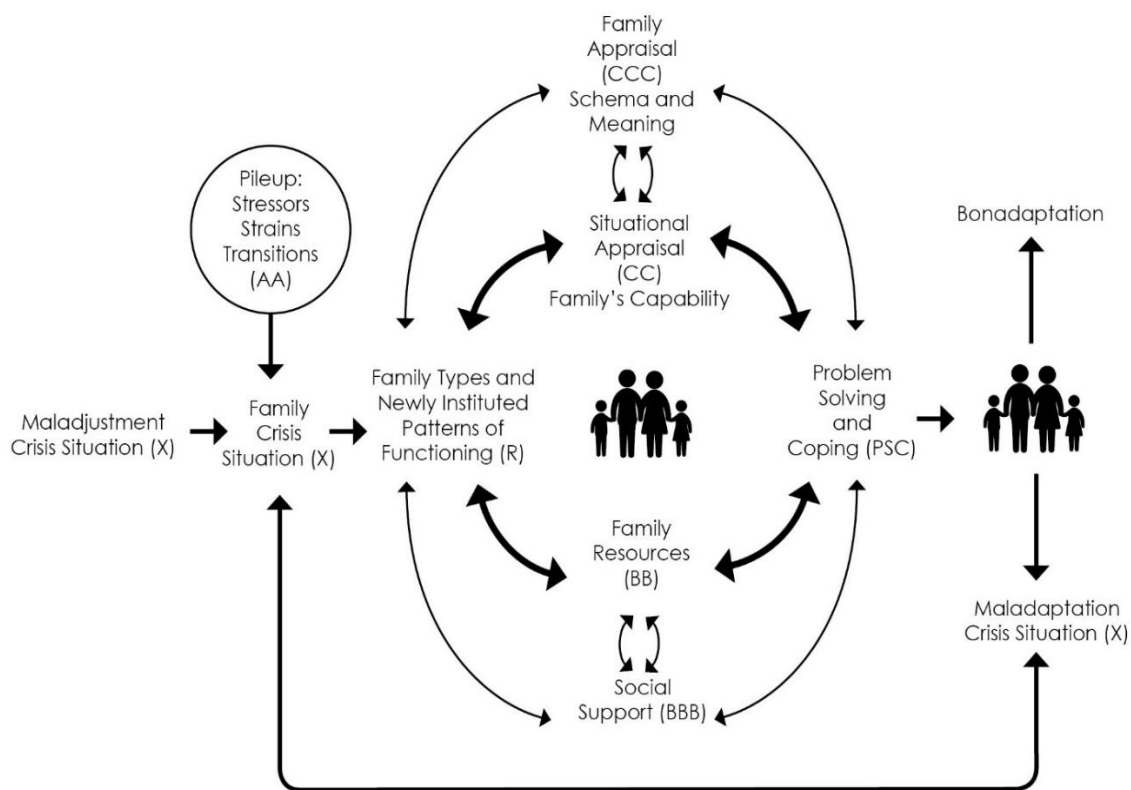 Family
Appraisal
(CCC)
Schema and
Meaning
Pileup:
Stressors
Strains
Transitions
(AA)
Situational
Appraisal
(CC)
Family’s Capability
Bonadaptation
Maladjustment
Crisis Situation (X)
Family
Crisis
Situation (X)
Family Types and
Newly Instituted
Patterns of
Functioning (R)
Problem
Solving
and
Coping (PSC)
Family
Resources
(BB)
Maladaptation
Crisis Situation (X)
Social
Support (BBB)